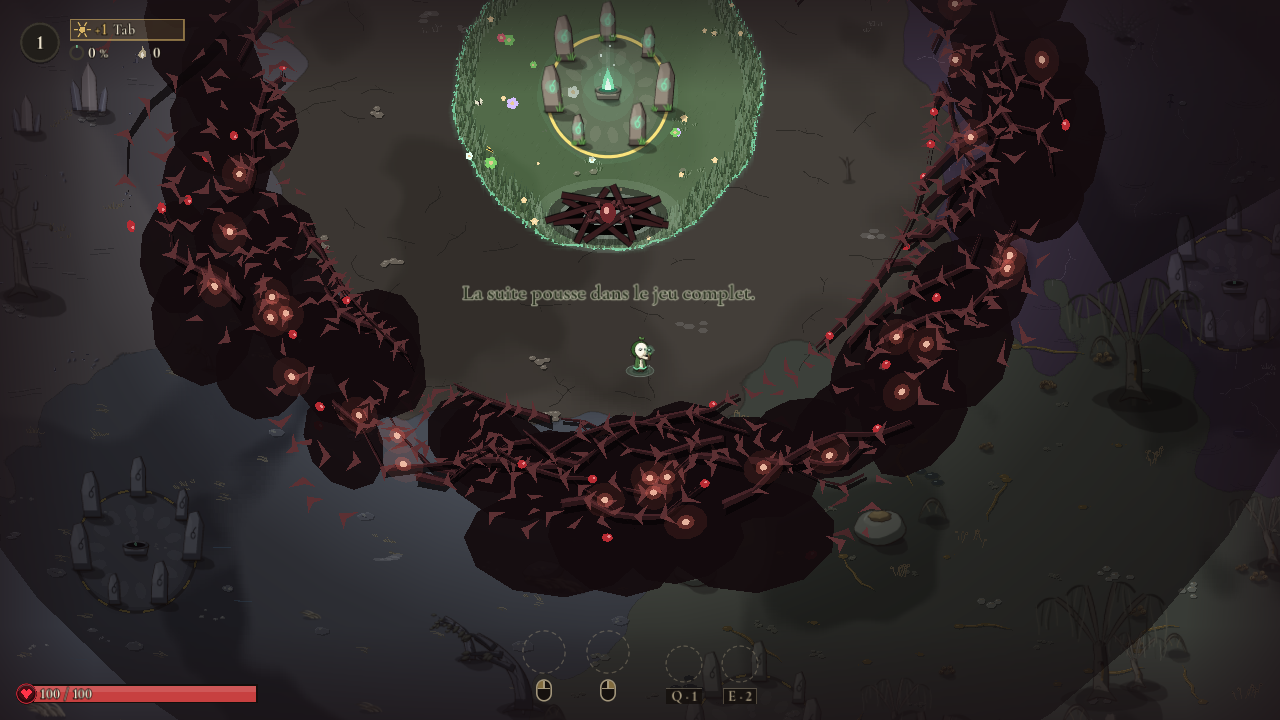 1
+1 Tab
0 %
0
La suite pousse dans le jeu complet.
100 / 100
Q - 1
E - 2